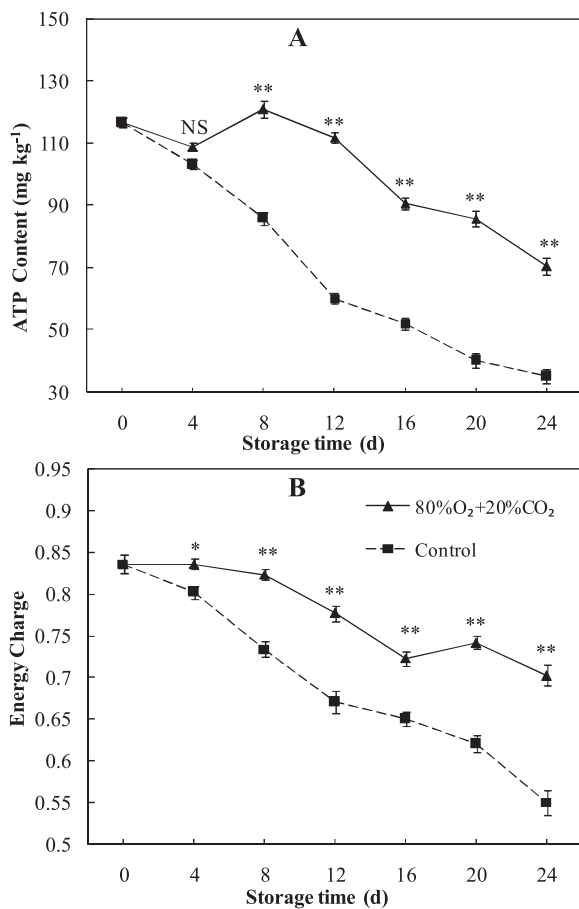 A
150
130
110
90
70
50
30
ATP Content (mg kg⁻¹)
NS
**
**
**
**
**
0 4 8 12 16 20 24
Storage time (d)
B
0.95
0.9
0.85
0.8
0.75
0.7
0.65
0.6
0.55
0.5
Energy Charge
80%O₂+20%CO₂
Control
*
**
**
**
**
**
0 4 8 12 16 20 24
Storage time (d)